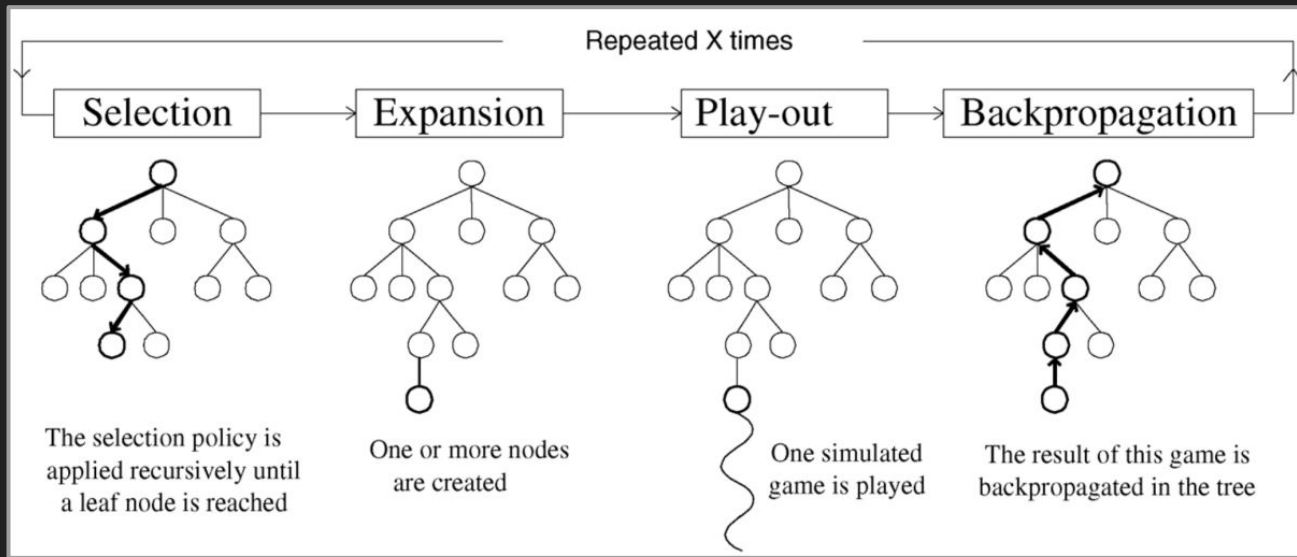 Repeated X times
Selection
Expansion
Play-out
Backpropagation
The selection policy is
applied recursively until
a leaf node is reached
One or more nodes
are created
One simulated
game is played
The result of this game is
backpropagated in the tree